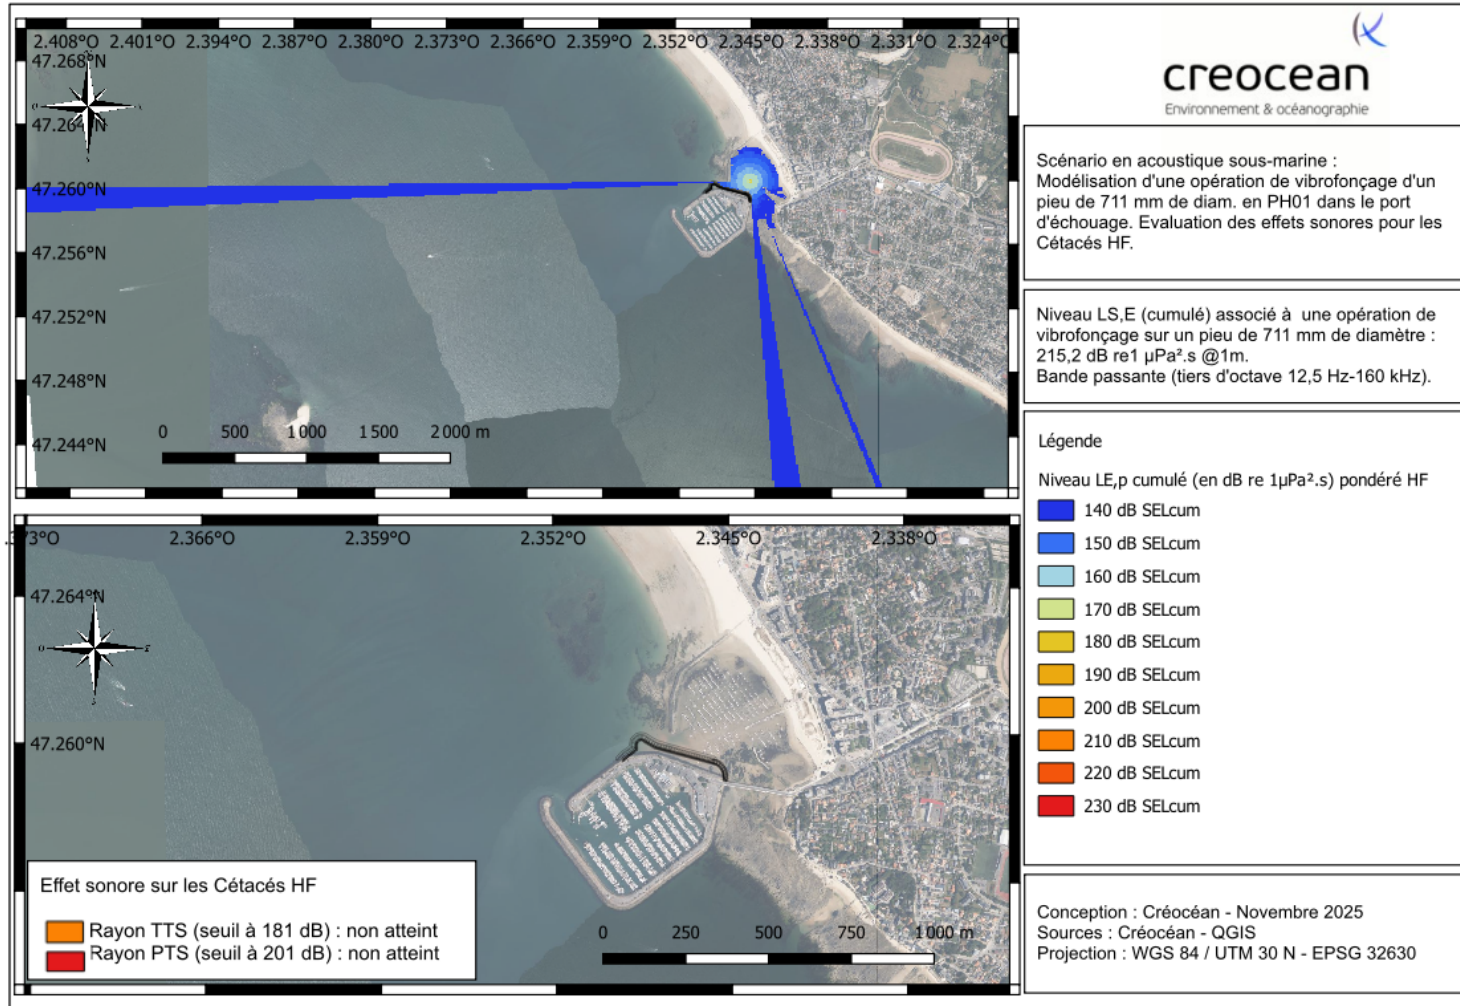 2.408°O 2.401°O 2.394°O 2.387°O 2.380°O 2.373°O 2.366°O 2.359°O 2.352°O 2.345°O 2.338°O 2.331°O 2.324°O
47.268°N
47.264°N
47.260°N
47.256°N
47.252°N
47.248°N
47.244°N
0 500 1 000 1 500 2 000 m
creocean
Environnement & océanographie
Scénario en acoustique sous-marine :
Modélisation d'une opération de vibrofonçage d'un
pieu de 711 mm de diam. en PH01 dans le port
d'échouage. Evaluation des effets sonores pour les
Cétacés HF.
Niveau LS,E (cumulé) associé à une opération de
vibrofonçage sur un pieu de 711 mm de diamètre :
215,2 dB re1 µPa².s @1m.
Bande passante (tiers d'octave 12,5 Hz-160 kHz).
Légende
Niveau LE,p cumulé (en dB re 1µPa².s) pondéré HF
140 dB SELcum
150 dB SELcum
160 dB SELcum
170 dB SELcum
180 dB SELcum
190 dB SELcum
200 dB SELcum
210 dB SELcum
220 dB SELcum
230 dB SELcum
.373°O 2.366°O 2.359°O 2.352°O 2.345°O 2.338°O
47.264°N
47.260°N
Effet sonore sur les Cétacés HF
Rayon TTS (seuil à 181 dB) : non atteint
Rayon PTS (seuil à 201 dB) : non atteint
0 250 500 750 1 000 m
Conception : Créocéan - Novembre 2025
Sources : Créocéan - QGIS
Projection : WGS 84 / UTM 30 N - EPSG 32630